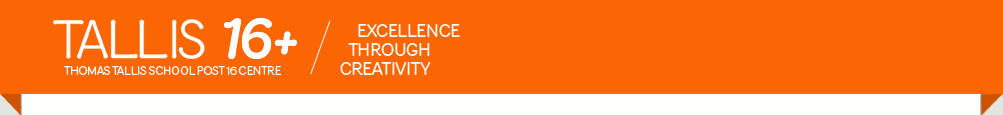 TALLIS 16+
THOMAS TALLIS SCHOOL POST 16 CENTRE
EXCELLENCE
THROUGH
CREATIVITY